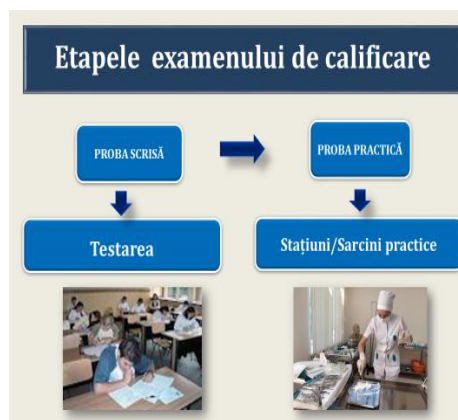 Etapele examenului de calificare
PROBA SCRISĂ
PROBA PRACTICĂ
Testarea
Stațiuni/Sarcini practice